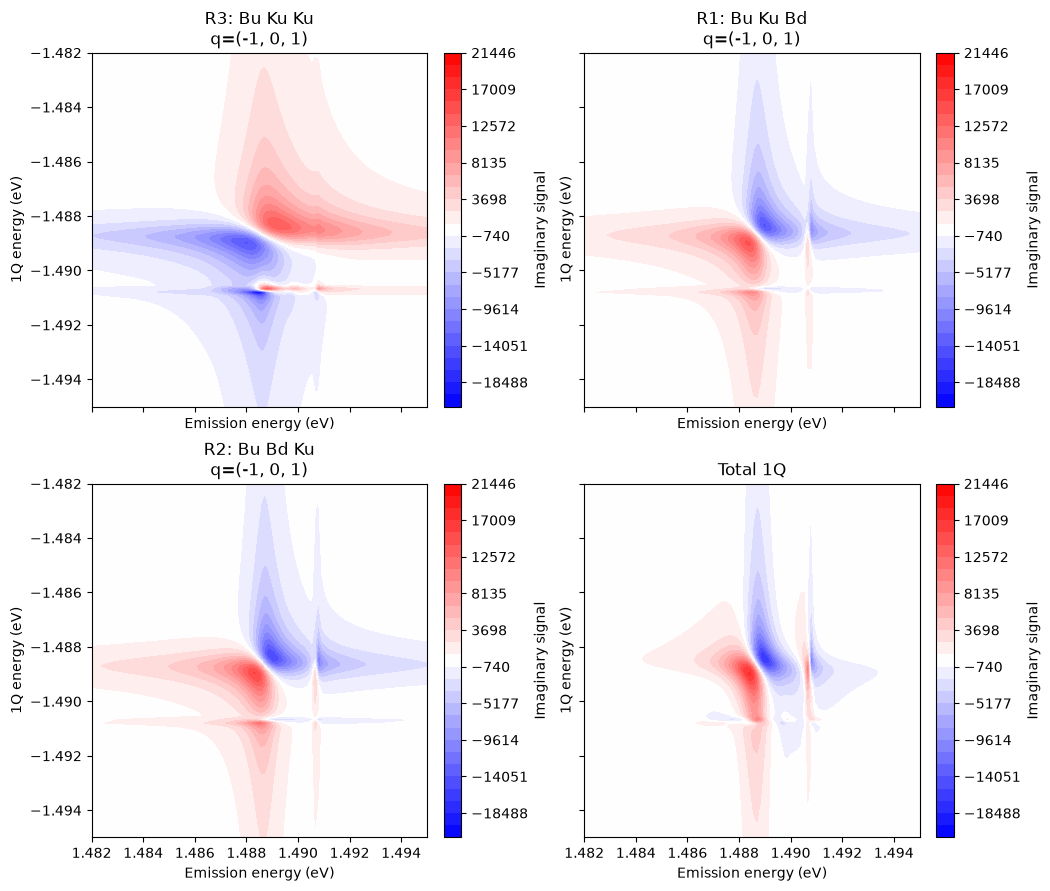 R3: Bu Ku Ku
q=(-1, 0, 1)
−1.482
−1.484
−1.486
−1.488
−1.490
−1.492
−1.494
1Q energy (eV)
Emission energy (eV)
21446
17009
12572
8135
3698
−740
−5177
−9614
−14051
−18488
Imaginary signal
R1: Bu Ku Bd
q=(-1, 0, 1)
1Q energy (eV)
Emission energy (eV)
21446
17009
12572
8135
3698
−740
−5177
−9614
−14051
−18488
Imaginary signal
R2: Bu Bd Ku
q=(-1, 0, 1)
−1.482
−1.484
−1.486
−1.488
−1.490
−1.492
−1.494
1Q energy (eV)
1.482 1.484 1.486 1.488 1.490 1.492 1.494
Emission energy (eV)
21446
17009
12572
8135
3698
−740
−5177
−9614
−14051
−18488
Imaginary signal
Total 1Q
1Q energy (eV)
1.482 1.484 1.486 1.488 1.490 1.492 1.494
Emission energy (eV)
21446
17009
12572
8135
3698
−740
−5177
−9614
−14051
−18488
Imaginary signal